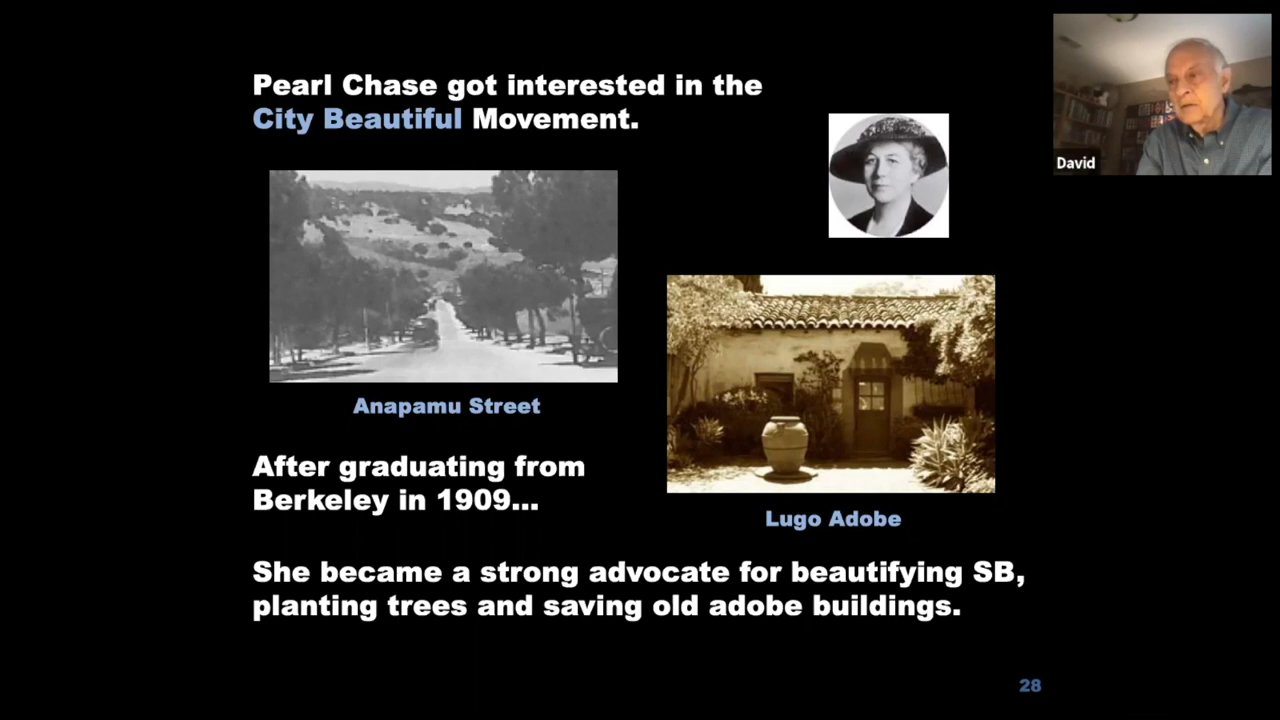 Pearl Chase got interested in the
City Beautiful Movement.
David
Anapamu Street
After graduating from
Berkeley in 1909...
Lugo Adobe
She became a strong advocate for beautifying SB,
planting trees and saving old adobe buildings.
28